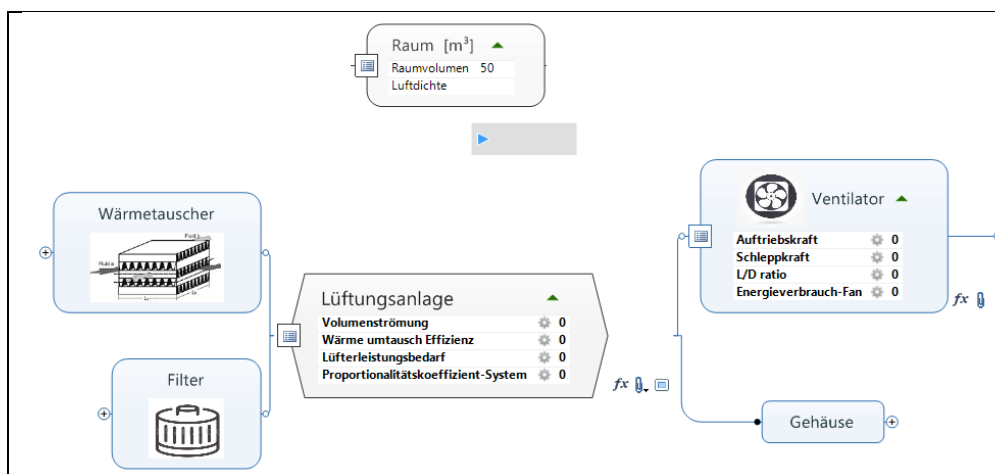 Raum [m³]
Raumvolumen 50
Luftdichte
Wärmetauscher
Ventilator
Auftriebskraft 0
Schleppkraft 0
L/D ratio 0
Energieverbrauch-Fan 0
fx
Lüftungsanlage
Volumenströmung 0
Wärme umtausch Effizienz 0
Lüfterleistungsbedarf 0
Proportionalitätskoeffizient-System 0
fx
Filter
Gehäuse